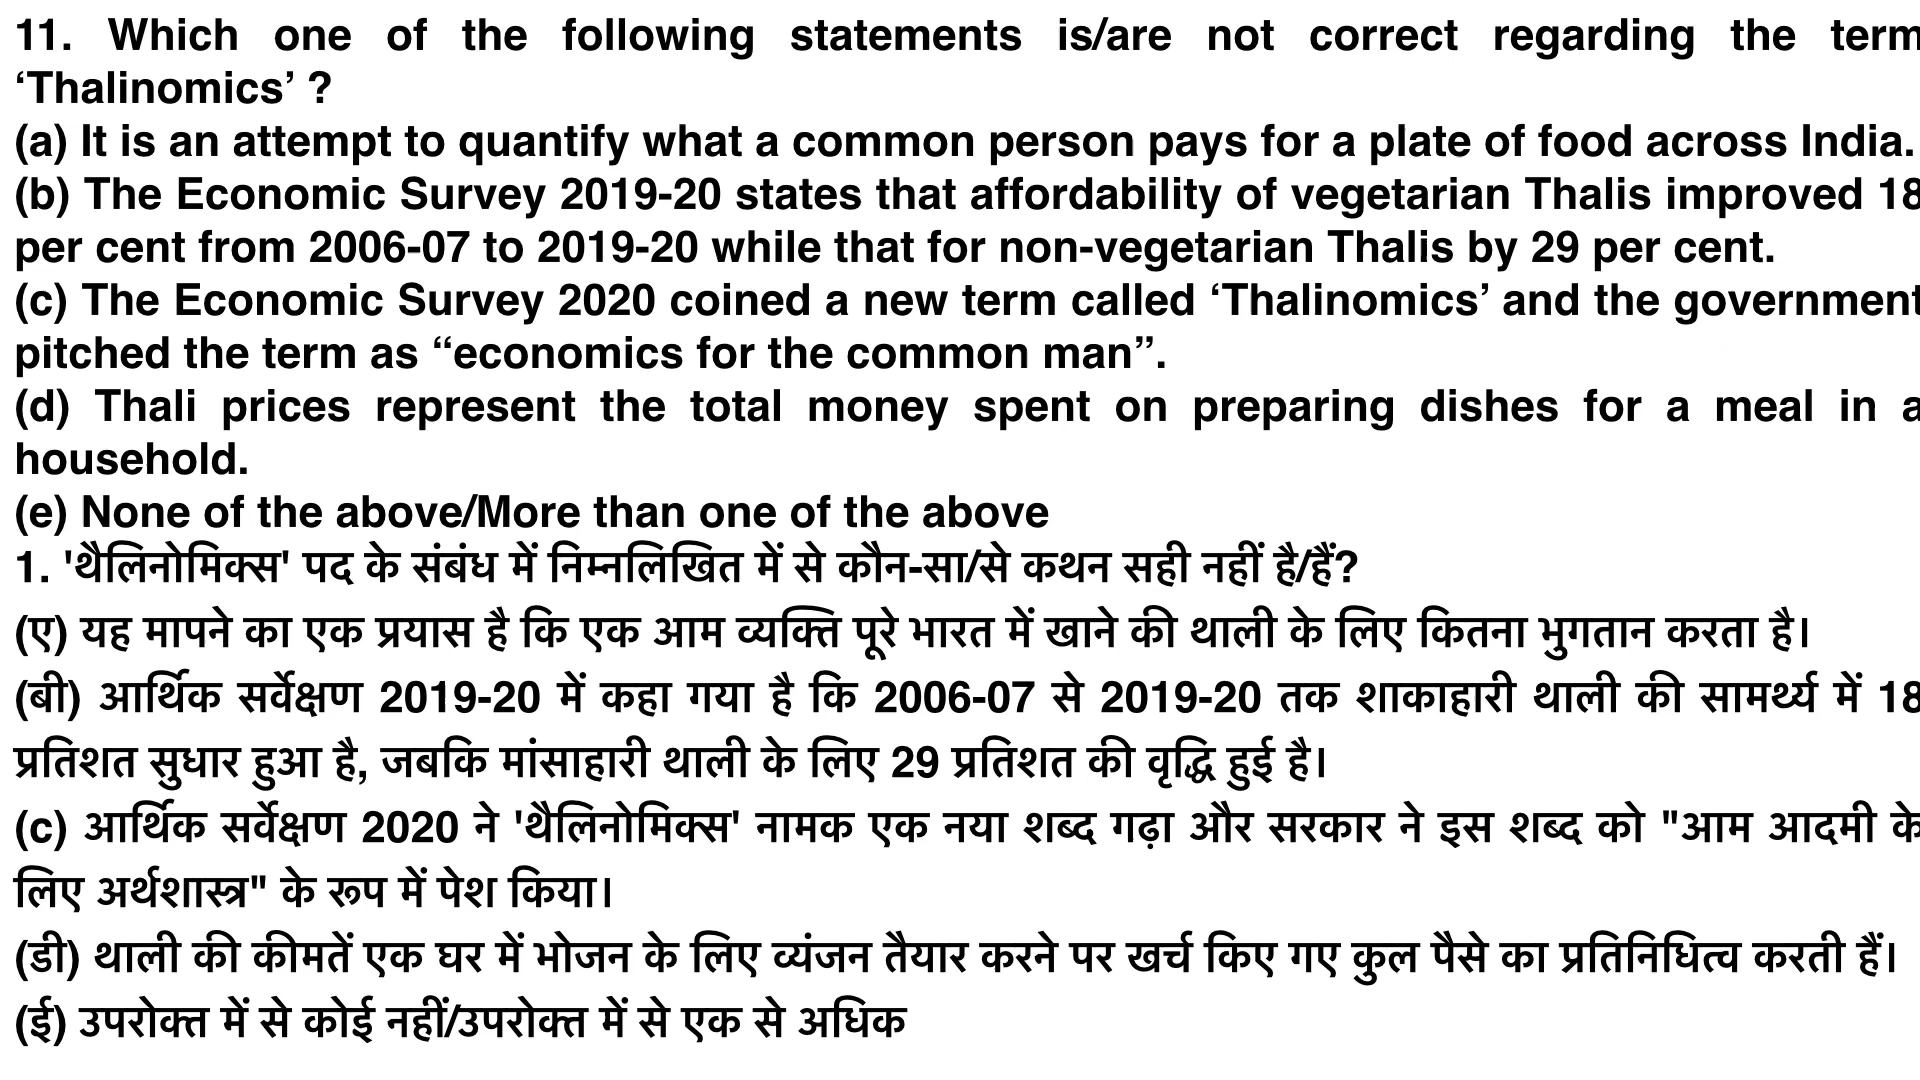 11. Which one of the following statements is/are not correct regarding the term
‘Thalinomics’ ?
(a) It is an attempt to quantify what a common person pays for a plate of food across India.
(b) The Economic Survey 2019-20 states that affordability of vegetarian Thalis improved 18
per cent from 2006-07 to 2019-20 while that for non-vegetarian Thalis by 29 per cent.
(c) The Economic Survey 2020 coined a new term called ‘Thalinomics’ and the government
pitched the term as “economics for the common man”.
(d) Thali prices represent the total money spent on preparing dishes for a meal in a
household.
(e) None of the above/More than one of the above
1. 'थैलिनोमिक्स' पद के संबंध में निम्नलिखित में से कौन-सा/से कथन सही नहीं है/हैं?
(ए) यह मापने का एक प्रयास है कि एक आम व्यक्ति पूरे भारत में खाने की थाली के लिए कितना भुगतान करता है।
(बी) आर्थिक सर्वेक्षण 2019-20 में कहा गया है कि 2006-07 से 2019-20 तक शाकाहारी थाली की सामर्थ्य में 18
प्रतिशत सुधार हुआ है, जबकि मांसाहारी थाली के लिए 29 प्रतिशत की वृद्धि हुई है।
(c) आर्थिक सर्वेक्षण 2020 ने 'थैलिनोमिक्स' नामक एक नया शब्द गढ़ा और सरकार ने इस शब्द को "आम आदमी के
लिए अर्थशास्त्र" के रूप में पेश किया।
(डी) थाली की कीमतें एक घर में भोजन के लिए व्यंजन तैयार करने पर खर्च किए गए कुल पैसे का प्रतिनिधित्व करती हैं।
(ई) उपरोक्त में से कोई नहीं/उपरोक्त में से एक से अधिक